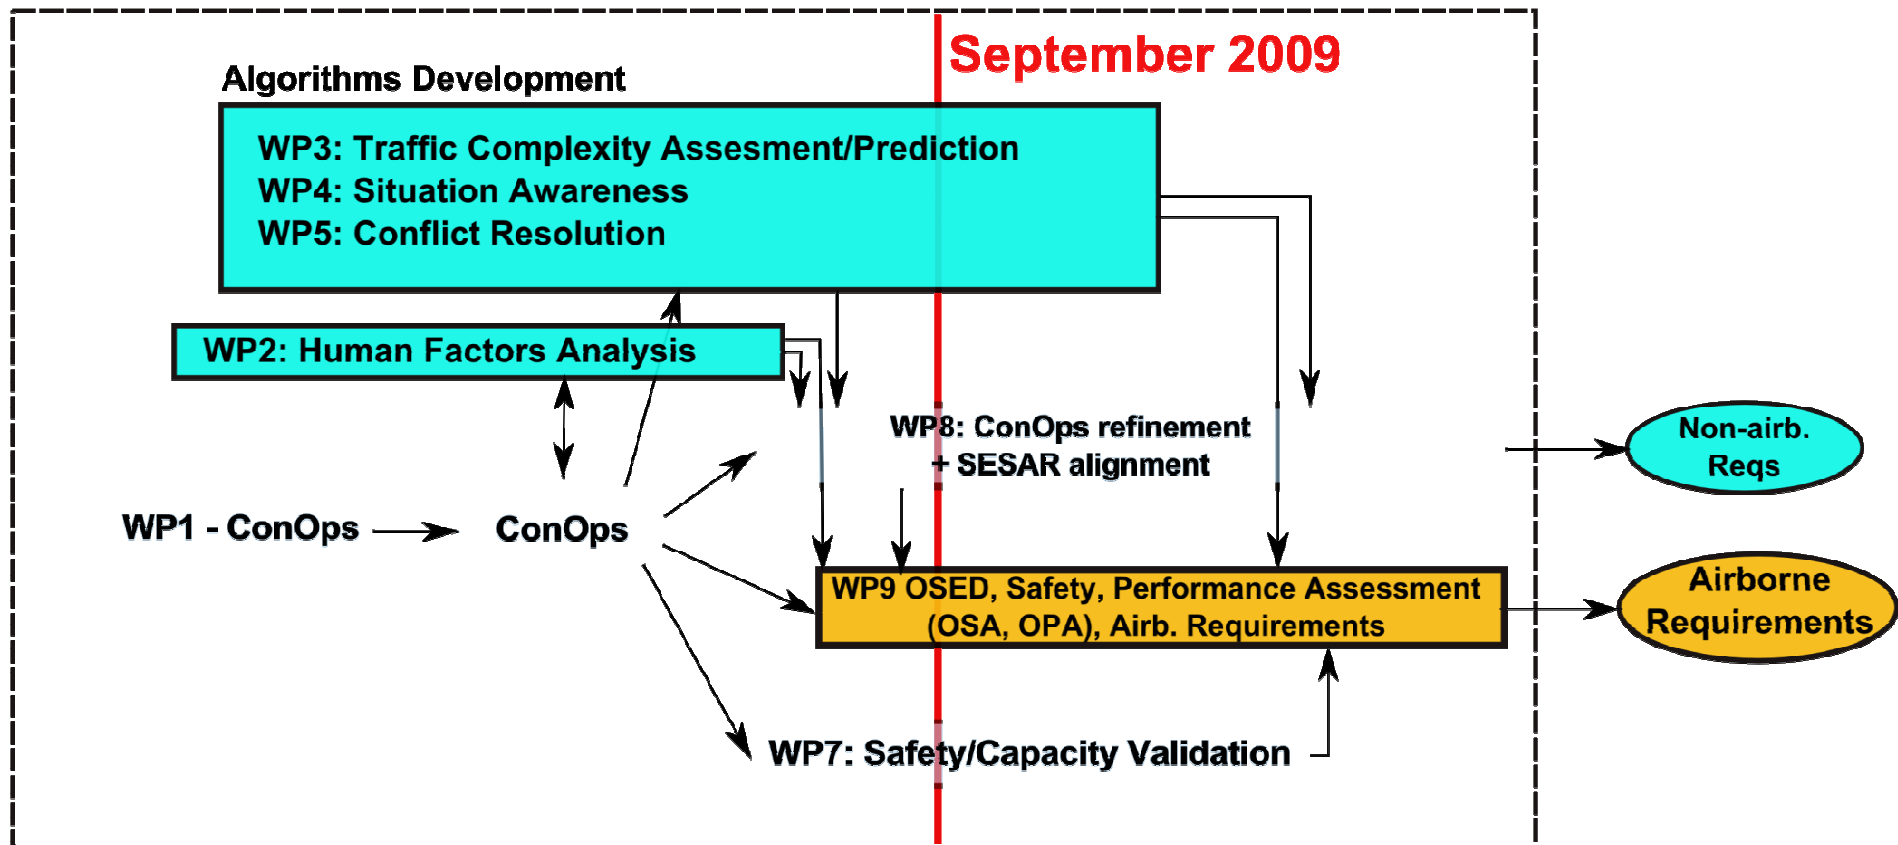 September 2009
Algorithms Development
WP3: Traffic Complexity Assesment/Prediction
WP4: Situation Awareness
WP5: Conflict Resolution
WP2: Human Factors Analysis
WP8: ConOps refinement
+ SESAR alignment
Non-airb.
Reqs
WP1 - ConOps
ConOps
WP9 OSED, Safety, Performance Assessment
(OSA, OPA), Airb. Requirements
Airborne
Requirements
WP7: Safety/Capacity Validation